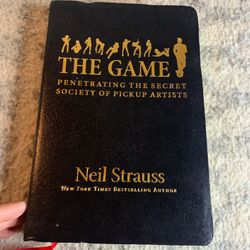 THE GAME
PENETRATING THE SECRET
SOCIETY OF PICKUP ARTISTS
Neil Strauss
NEW YORK TIMES BESTSELLING AUTHOR